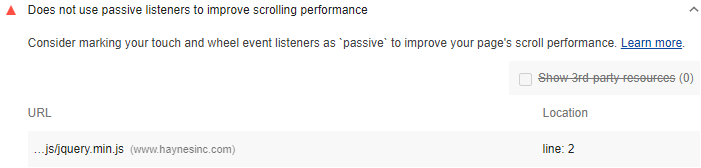 Does not use passive listeners to improve scrolling performance
Consider marking your touch and wheel event listeners as `passive` to improve your page's scroll performance. Learn more.
Show 3rd-party resources (0)
URL Location
…js/jquery.min.js (www.haynesinc.com) line: 2